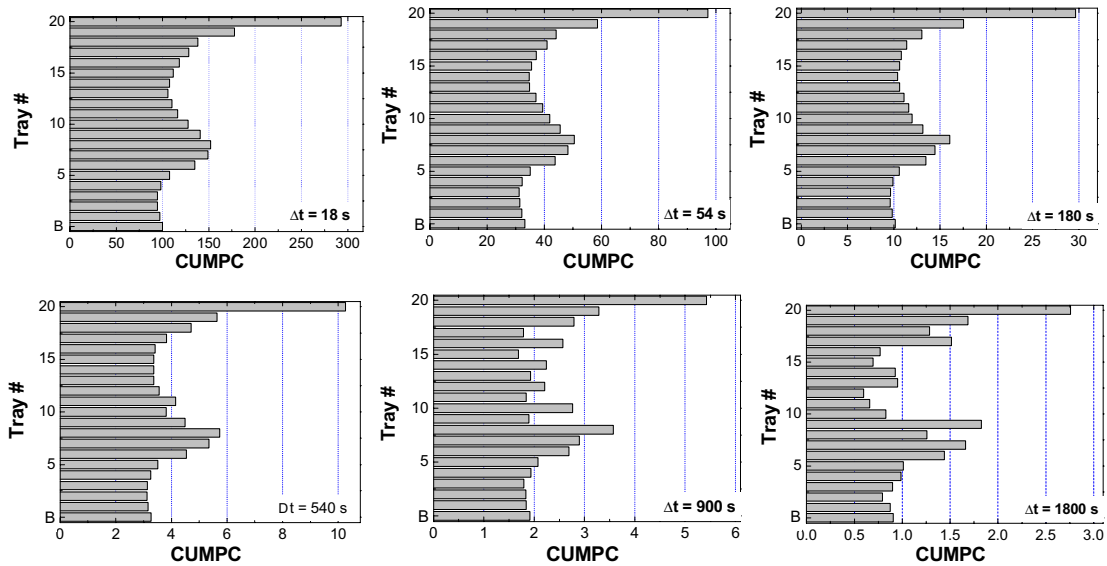 20
15
10
5
B
Tray #
Δt = 18 s
0 50 100 150 200 250 300
CUMPC
20
15
10
5
B
Tray #
Δt = 54 s
0 20 40 60 80 100
CUMPC
20
15
10
5
B
Tray #
Δt = 180 s
0 5 10 15 20 25 30
CUMPC
20
15
10
5
B
Tray #
Dt = 540 s
0 2 4 6 8 10
CUMPC
20
15
10
5
B
Tray #
Δt = 900 s
0 1 2 3 4 5 6
CUMPC
20
15
10
5
B
Tray #
Δt = 1800 s
0.0 0.5 1.0 1.5 2.0 2.5 3.0
CUMPC